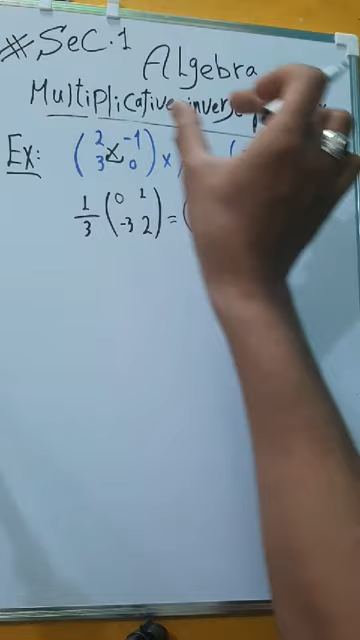 # SeC.1
Algebra
Multiplicative inverse
Ex: ( 2 -1
3 0 ) × (
1/3 ( 0 1
-3 2 ) = (